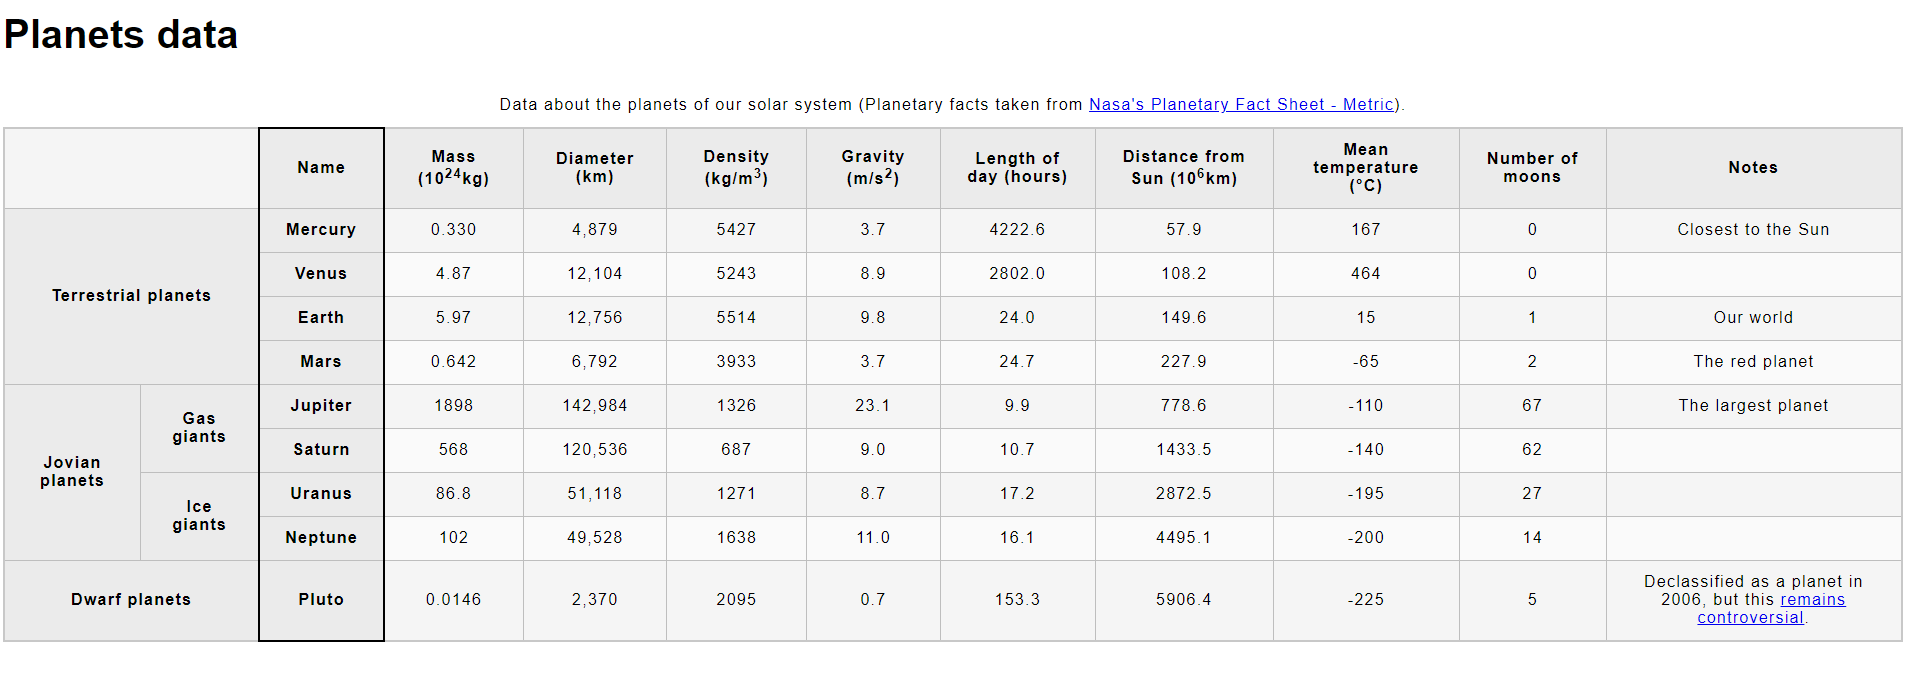 Planets data
Data about the planets of our solar system (Planetary facts taken from Nasa's Planetary Fact Sheet - Metric).
Name Mass (10²⁴kg) Diameter (km) Density (kg/m³) Gravity (m/s²) Length of day (hours) Distance from Sun (10⁶km) Mean temperature (°C) Number of moons Notes
Terrestrial planets Mercury 0.330 4,879 5427 3.7 4222.6 57.9 167 0 Closest to the Sun
Venus 4.87 12,104 5243 8.9 2802.0 108.2 464 0
Earth 5.97 12,756 5514 9.8 24.0 149.6 15 1 Our world
Mars 0.642 6,792 3933 3.7 24.7 227.9 -65 2 The red planet
Jovian planets Gas giants Jupiter 1898 142,984 1326 23.1 9.9 778.6 -110 67 The largest planet
Saturn 568 120,536 687 9.0 10.7 1433.5 -140 62
Ice giants Uranus 86.8 51,118 1271 8.7 17.2 2872.5 -195 27
Neptune 102 49,528 1638 11.0 16.1 4495.1 -200 14
Dwarf planets Pluto 0.0146 2,370 2095 0.7 153.3 5906.4 -225 5 Declassified as a planet in 2006, but this remains controversial.